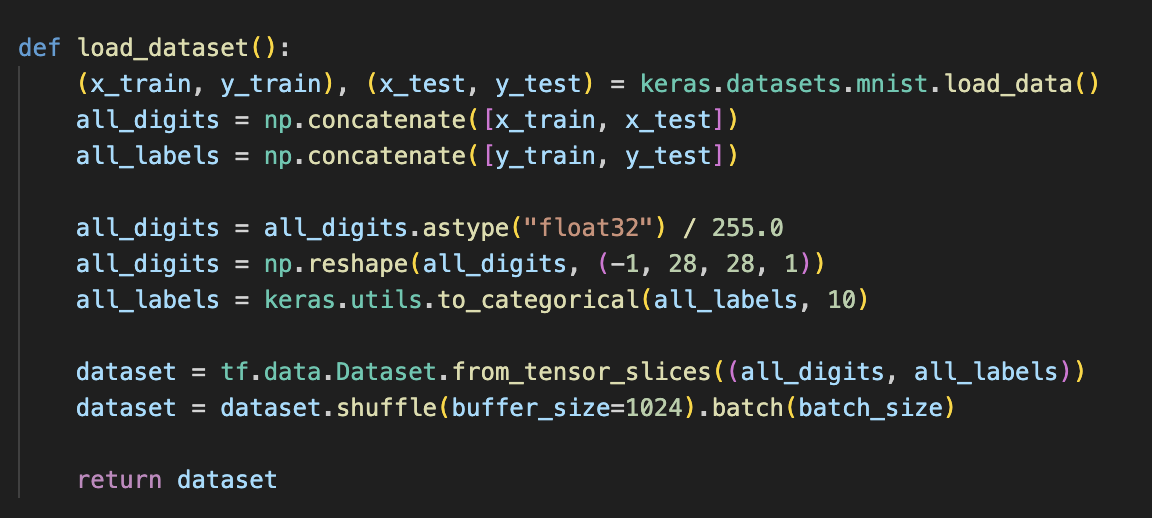 def load_dataset():
    (x_train, y_train), (x_test, y_test) = keras.datasets.mnist.load_data()
    all_digits = np.concatenate([x_train, x_test])
    all_labels = np.concatenate([y_train, y_test])

    all_digits = all_digits.astype("float32") / 255.0
    all_digits = np.reshape(all_digits, (-1, 28, 28, 1))
    all_labels = keras.utils.to_categorical(all_labels, 10)

    dataset = tf.data.Dataset.from_tensor_slices((all_digits, all_labels))
    dataset = dataset.shuffle(buffer_size=1024).batch(batch_size)

    return dataset